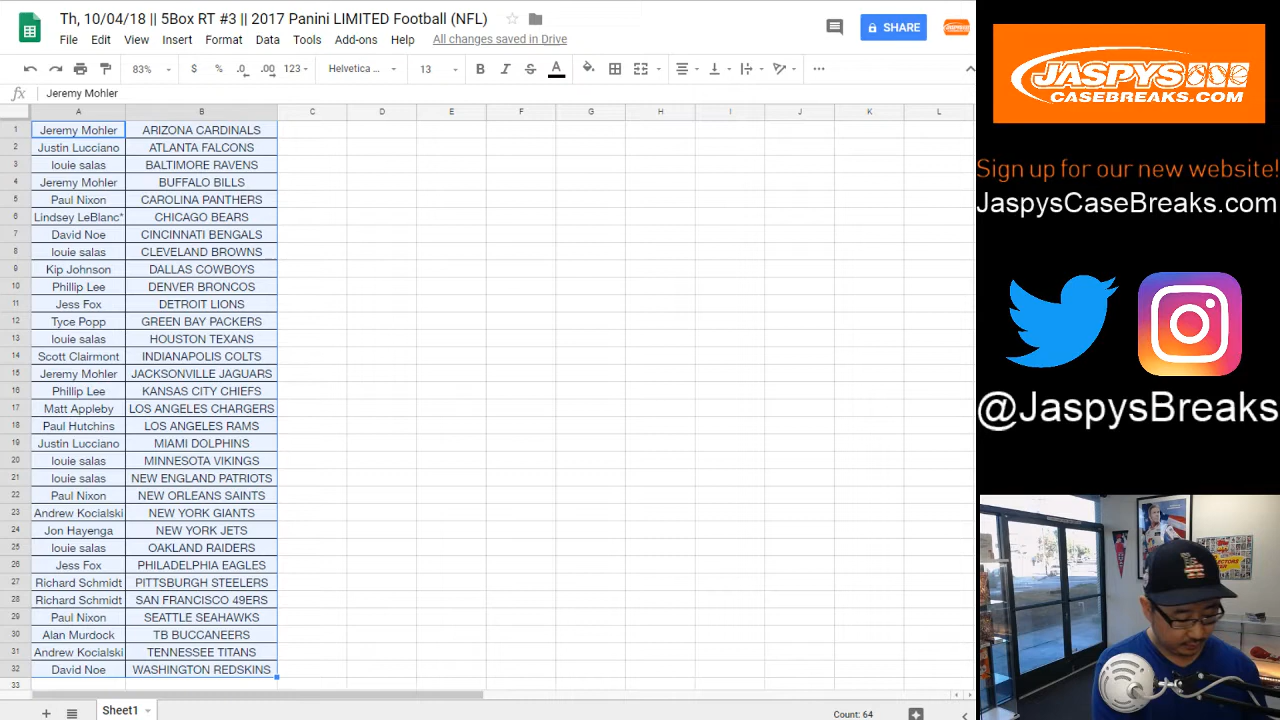 Th, 10/04/18 || 5Box RT #3 || 2017 Panini LIMITED Football (NFL)
File Edit View Insert Data Tools Add-ons Help All changes saved in Drive
SHARE
83% $ % .0 .00 123 Helvetica ... 13 B I S A
fx Jeremy Mohler
A B C D E F G H I J K L
1 Jeremy Mohler ARIZONA CARDINALS
2 Justin Lucciano ATLANTA FALCONS
3 louie salas BALTIMORE RAVENS
4 Jeremy Mohler BUFFALO BILLS
5 Paul Nixon CAROLINA PANTHERS
6 Lindsey LeBlanc* CHICAGO BEARS
7 David Noe CINCINNATI BENGALS
8 louie salas CLEVELAND BROWNS
9 Kip Johnson DALLAS COWBOYS
10 Phillip Lee DENVER BRONCOS
11 Jess Fox DETROIT LIONS
12 Tyce Popp GREEN BAY PACKERS
13 louie salas HOUSTON TEXANS
14 Scott Clairmont INDIANAPOLIS COLTS
15 Jeremy Mohler JACKSONVILLE JAGUARS
16 Phillip Lee KANSAS CITY CHIEFS
17 Matt Appleby LOS ANGELES CHARGERS
18 Paul Hutchins LOS ANGELES RAMS
19 Justin Lucciano MIAMI DOLPHINS
20 louie salas MINNESOTA VIKINGS
21 louie salas NEW ENGLAND PATRIOTS
22 Paul Nixon NEW ORLEANS SAINTS
23 Andrew Kocialski NEW YORK GIANTS
24 Jon Hayenga NEW YORK JETS
25 louie salas OAKLAND RAIDERS
26 Jess Fox PHILADELPHIA EAGLES
27 Richard Schmidt PITTSBURGH STEELERS
28 Richard Schmidt SAN FRANCISCO 49ERS
29 Paul Nixon SEATTLE SEAHAWKS
30 Alan Murdock TB BUCCANEERS
31 Andrew Kocialski TENNESSEE TITANS
32 David Noe WASHINGTON REDSKINS
33
Sheet1
Count: 64
JASPYS
CASEBREAKS.COM
Sign up for our new website!
JaspysCaseBreaks.com
@JaspysBreaks